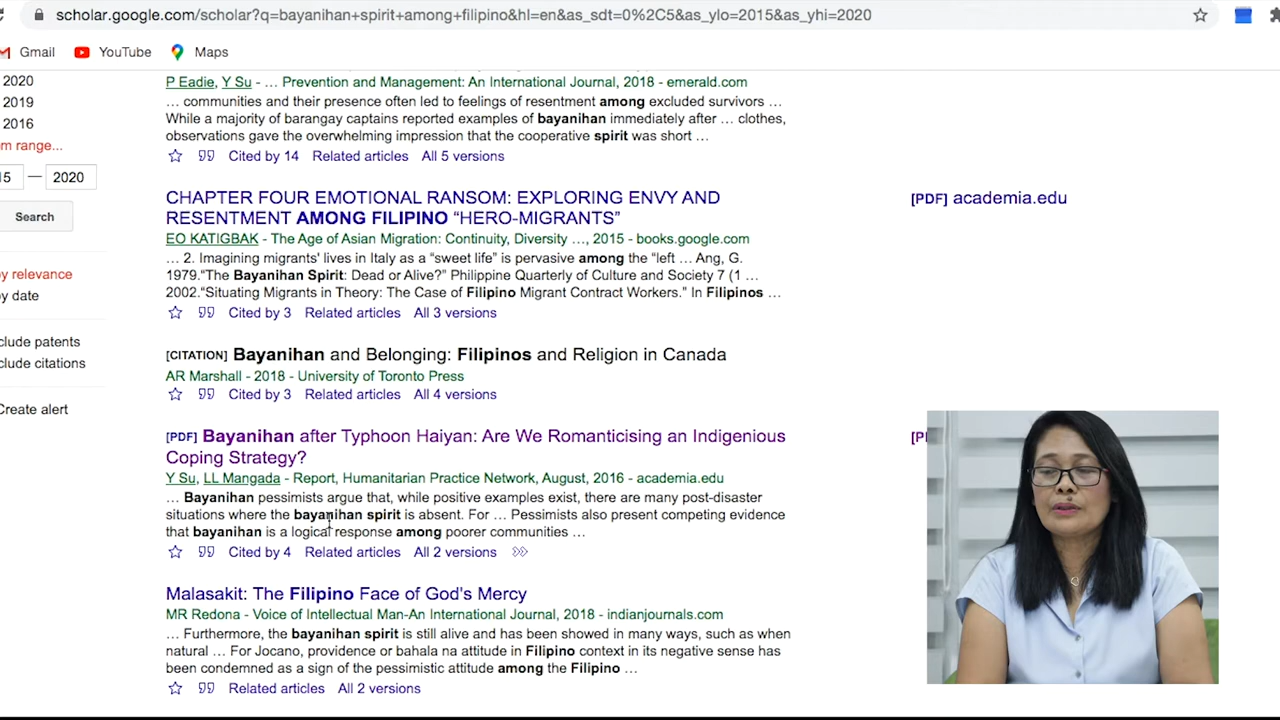 scholar.google.com/scholar?q=bayanihan+spirit+among+filipino&hl=en&as_sdt=0%2C5&as_ylo=2015&as_yhi=2020
Gmail YouTube Maps
2020
2019
2016
om range...
15 — 2020
Search
by relevance
by date
clude patents
clude citations
Create alert
P Eadie, Y Su - … Prevention and Management: An International Journal, 2018 - emerald.com
… communities and their presence often led to feelings of resentment among excluded survivors …
While a majority of barangay captains reported examples of bayanihan immediately after … clothes,
observations gave the overwhelming impression that the cooperative spirit was short …
Cited by 14 Related articles All 5 versions
CHAPTER FOUR EMOTIONAL RANSOM: EXPLORING ENVY AND
RESENTMENT AMONG FILIPINO “HERO-MIGRANTS”
[PDF] academia.edu
EO KATIGBAK - The Age of Asian Migration: Continuity, Diversity …, 2015 - books.google.com
… 2. Imagining migrants' lives in Italy as a “sweet life” is pervasive among the “left … Ang, G.
1979.“The Bayanihan Spirit: Dead or Alive?” Philippine Quarterly of Culture and Society 7 (1 …
2002.“Situating Migrants in Theory: The Case of Filipino Migrant Contract Workers.” In Filipinos …
Cited by 3 Related articles All 3 versions
[CITATION] Bayanihan and Belonging: Filipinos and Religion in Canada
AR Marshall - 2018 - University of Toronto Press
Cited by 3 Related articles All 4 versions
[PDF] Bayanihan after Typhoon Haiyan: Are We Romanticising an Indigenious
Coping Strategy?
[P
Y Su, LL Mangada - Report, Humanitarian Practice Network, August, 2016 - academia.edu
… Bayanihan pessimists argue that, while positive examples exist, there are many post-disaster
situations where the bayanihan spirit is absent. For … Pessimists also present competing evidence
that bayanihan is a logical response among poorer communities …
Cited by 4 Related articles All 2 versions
Malasakit: The Filipino Face of God's Mercy
MR Redona - Voice of Intellectual Man-An International Journal, 2018 - indianjournals.com
… Furthermore, the bayanihan spirit is still alive and has been showed in many ways, such as when
natural … For Jocano, providence or bahala na attitude in Filipino context in its negative sense has
been condemned as a sign of the pessimistic attitude among the Filipino …
Related articles All 2 versions